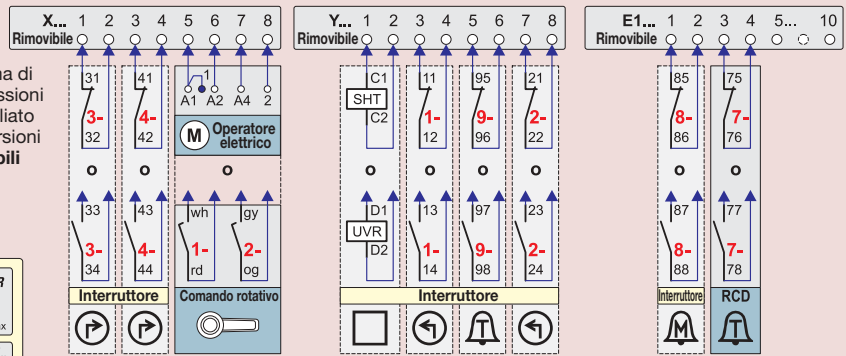 X... 1 2 3 4 5 6 7 8
Rimovibile
Y... 1 2 3 4 5 6 7 8
Rimovibile
E1... 1 2 3 4 5... 10
Rimovibile
na di
ssioni
liato
rsioni
bili
31 41 1
A1 A2 A4 2
3- 4-
32 42
M Operatore
elettrico
C1 11 95 21
SHT
1- 9- 2-
C2 12 96 22
85 75
8- 7-
86 76
o o o o o o o o o
33 43 wh gy
3- 4- 1- 2-
34 44 rd og
D1 13 97 23
UVR
1- 9- 2-
D2 14 98 24
87 77
8- 7-
88 78
R
Interruttore
Comando rotativo
Interruttore
Interruttore
RCD
T
M
T